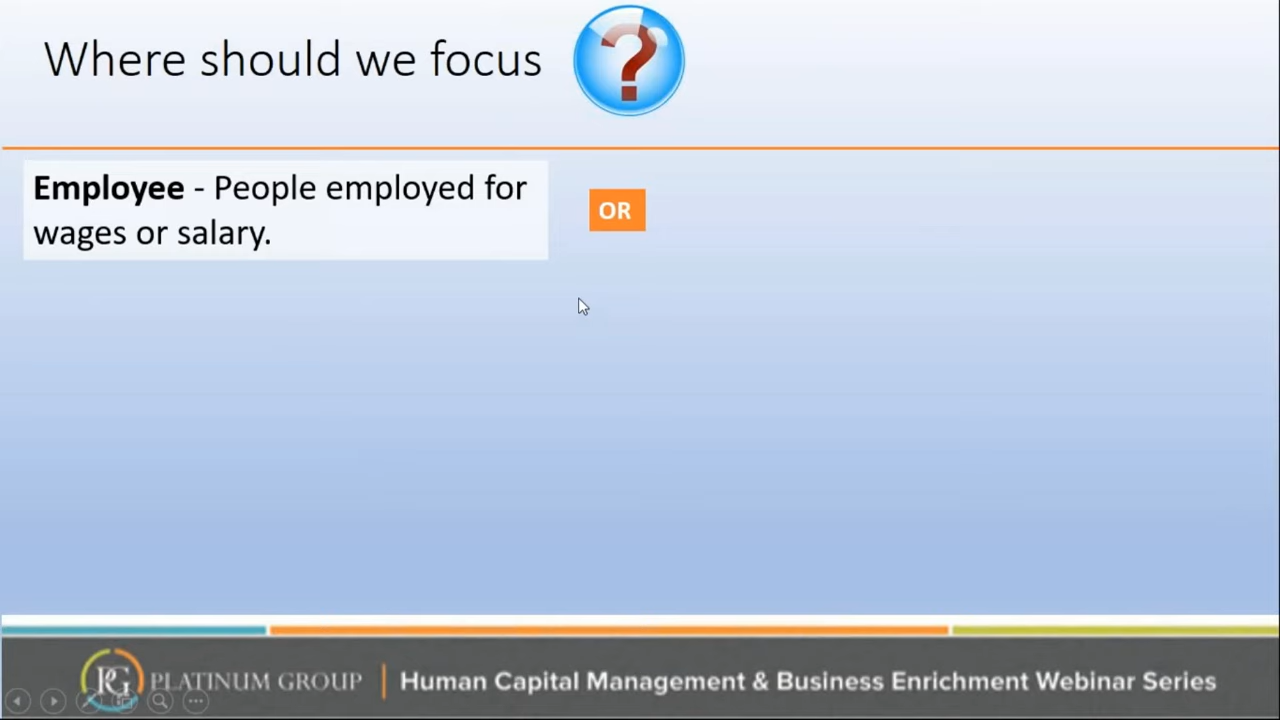 Where should we focus ?
Employee - People employed for
wages or salary.
OR
PG PLATINUM GROUP | Human Capital Management & Business Enrichment Webinar Series